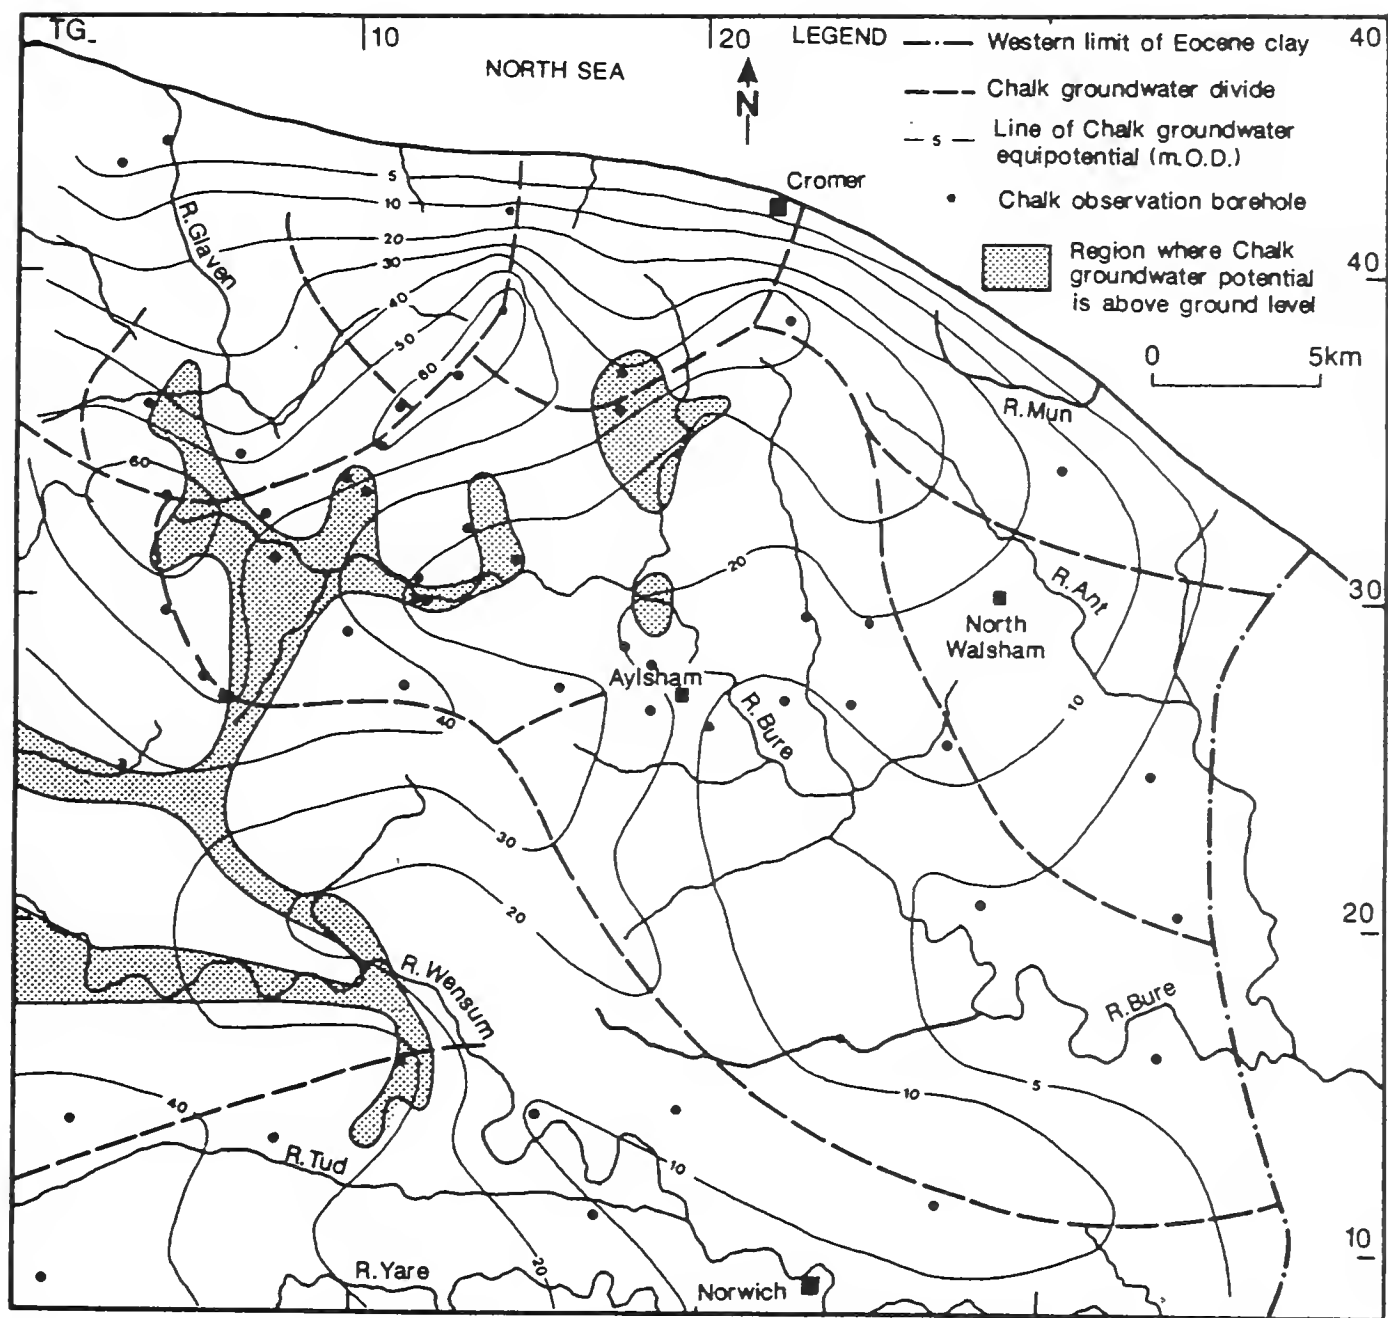 TG_
10
20
LEGEND
Western limit of Eocene clay
40
NORTH SEA
N
Chalk groundwater divide
5
Line of Chalk groundwater
equipotential (m.O.D.)
Chalk observation borehole
Region where Chalk
groundwater potential
is above ground level
40
0 5km
Cromer
5
10
20
30
40
50
60
R.Glaven
R.Mun
60
20
R.Ant
30
North
Walsham
Aylsham
R.Bure
10
40
30
20
20
R.Wensum
R.Bure
10
5
40
R.Tud
10
10
20
R.Yare
Norwich